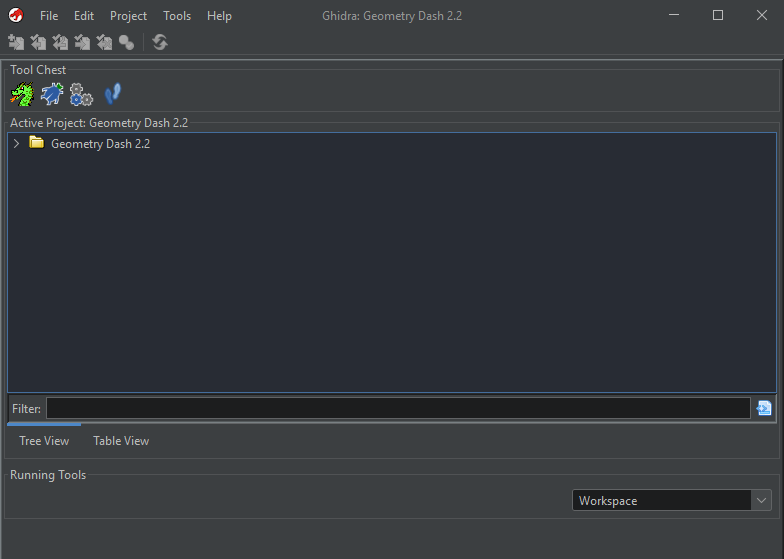 File Edit Project Tools Help Ghidra: Geometry Dash 2.2
Tool Chest
Active Project: Geometry Dash 2.2
Geometry Dash 2.2
Filter:
Tree View Table View
Running Tools
Workspace